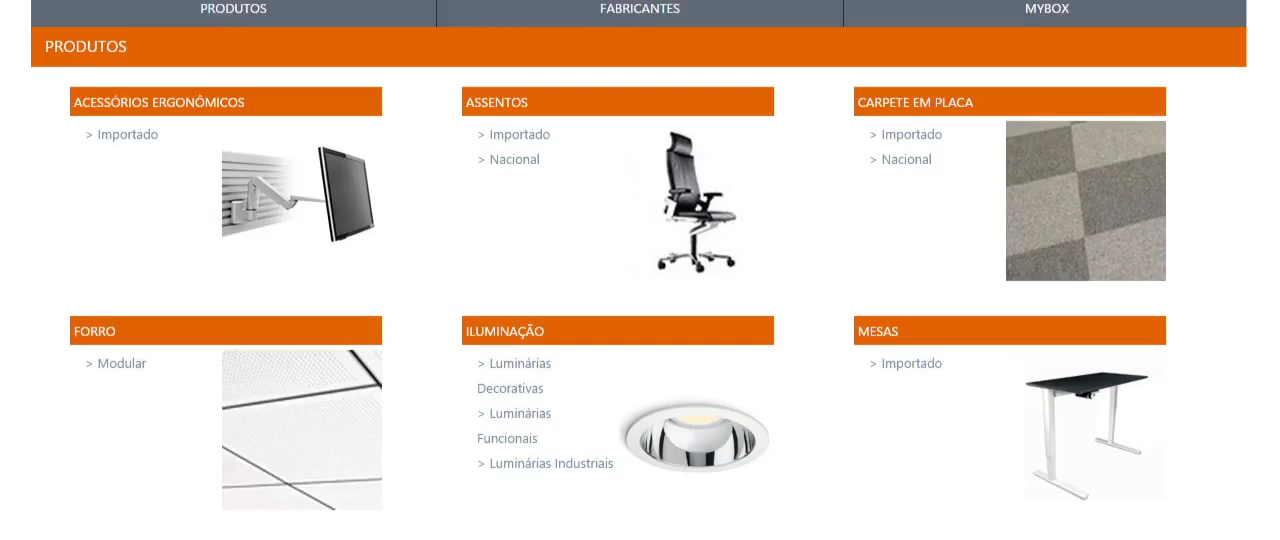 PRODUTOS
FABRICANTES
MYBOX
PRODUTOS
ACESSÓRIOS ERGONÔMICOS
> Importado
ASSENTOS
> Importado
> Nacional
CARPETE EM PLACA
> Importado
> Nacional
FORRO
> Modular
ILUMINAÇÃO
> Luminárias
Decorativas
> Luminárias
Funcionais
> Luminárias Industriais
MESAS
> Importado